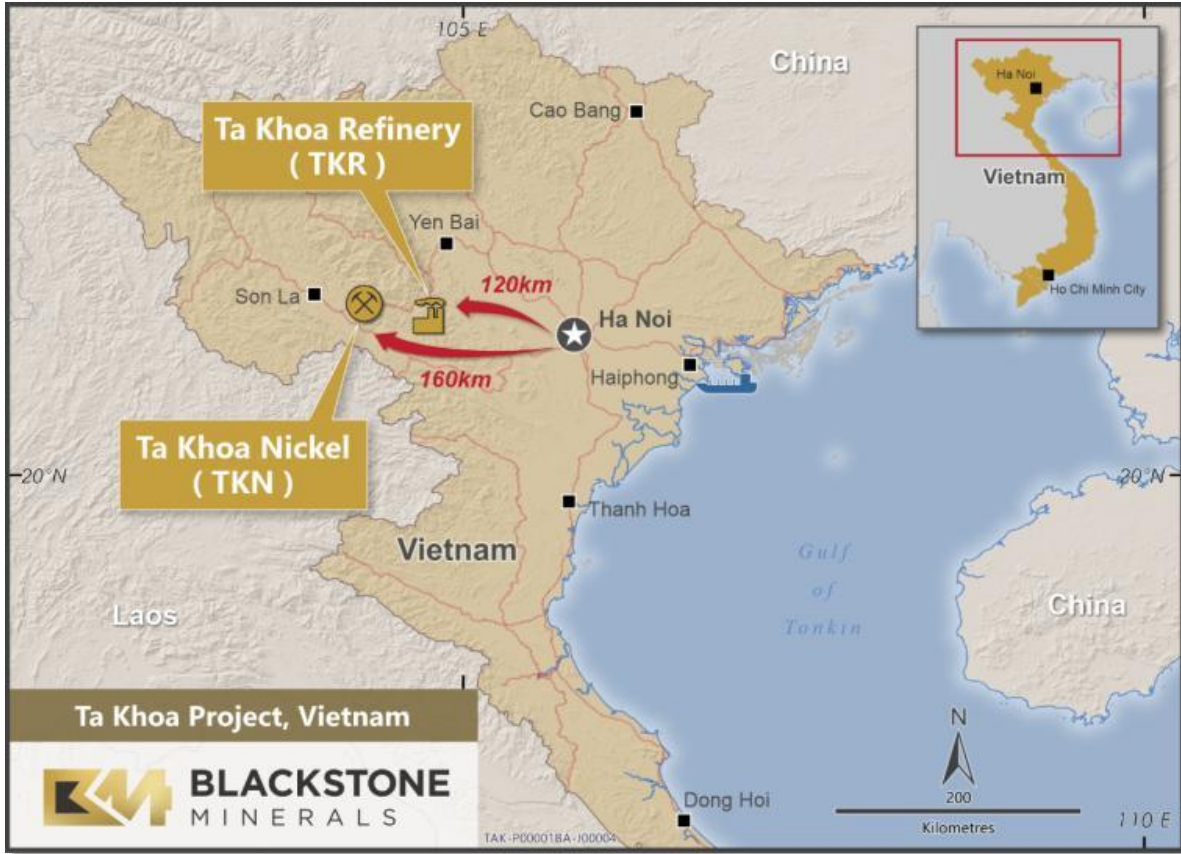 105 E
China
Ha Noi
Vietnam
Ho Chi Minh City
Cao Bang
Ta Khoa Refinery
( TKR )
Yen Bai
120km
Son La
Ha Noi
160km
Haiphong
Ta Khoa Nickel
( TKN )
20°N
20°N
Thanh Hoa
Vietnam
Gulf
of
Tonkin
Laos
China
Ta Khoa Project, Vietnam
BLACKSTONE
MINERALS
N
200
Kilometres
Dong Hoi
110 E
TAK-P00001BA-J00004